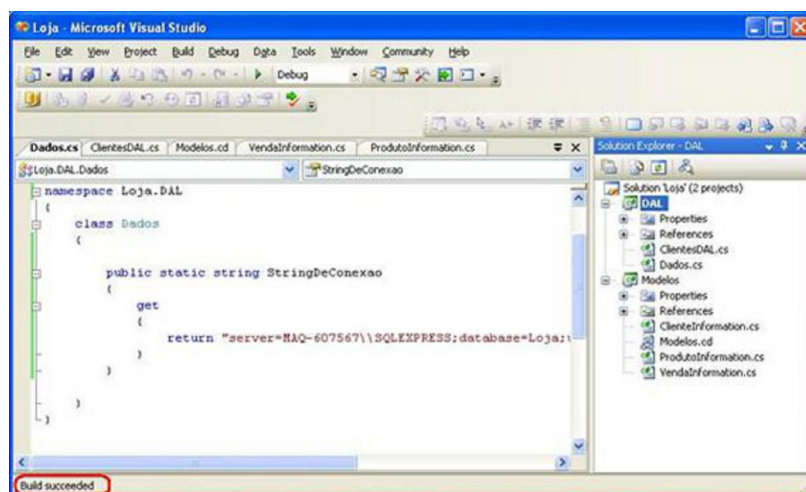 Loja - Microsoft Visual Studio
File Edit View Project Build Debug Data Tools Window Community Help
Debug
Dados.cs ClientesDAL.cs Modelos.cd VendaInformation.cs ProdutoInformation.cs
Loja.DAL.Dados StringDeConexao
namespace Loja.DAL
{
class Dados
{
public static string StringDeConexao
{
get
{
return "server=MAQ-607567\\SQLEXPRESS;database=Loja;
}
}
}
}
Solution Explorer - DAL
Solution 'Loja' (2 projects)
DAL
Properties
References
ClientesDAL.cs
Dados.cs
Modelos
Properties
References
ClienteInformation.cs
Modelos.cd
ProdutoInformation.cs
VendaInformation.cs
Build succeeded